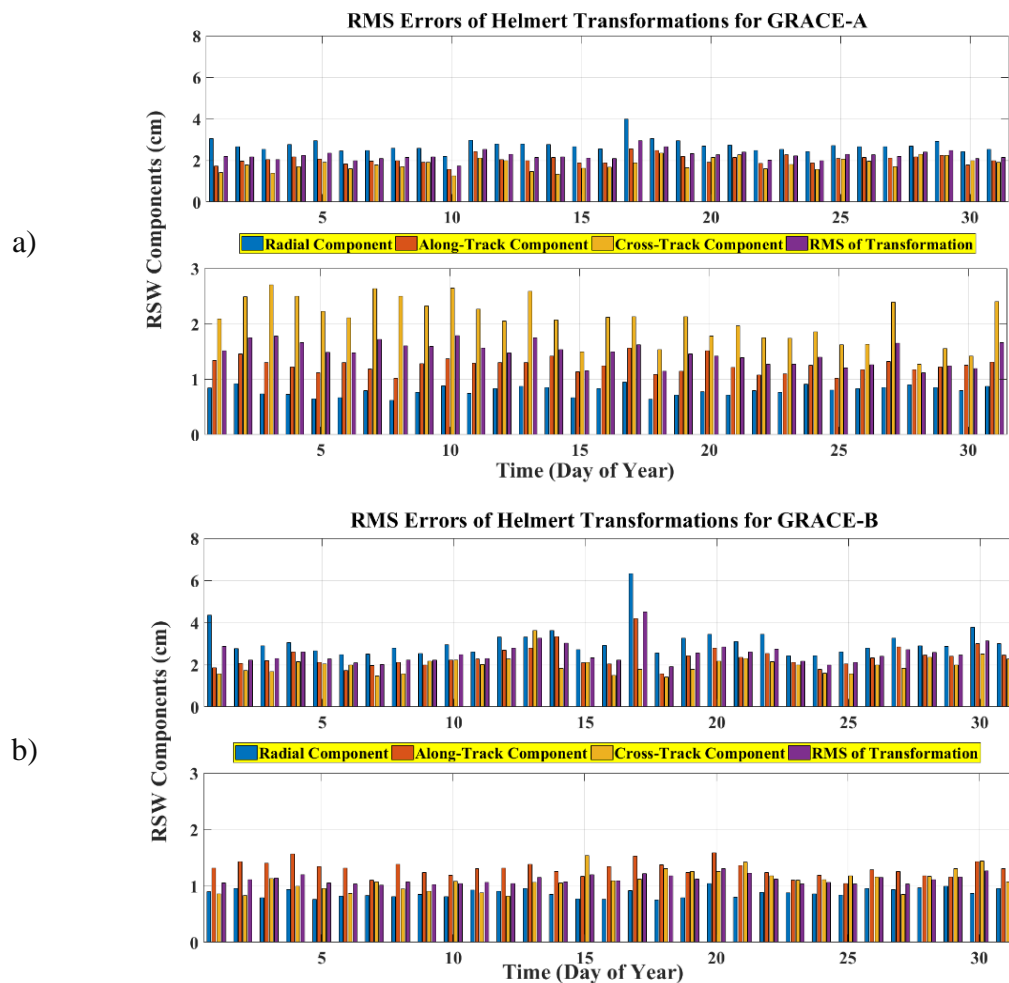 RMS Errors of Helmert Transformations for GRACE-A
8
6
4
2
0
5 10 15 20 25 30
a)
RSW Components (cm)
Radial Component Along-Track Component Cross-Track Component RMS of Transformation
3
2
1
0
5 10 15 20 25 30
Time (Day of Year)
RMS Errors of Helmert Transformations for GRACE-B
8
6
4
2
0
5 10 15 20 25 30
b)
RSW Components (cm)
Radial Component Along-Track Component Cross-Track Component RMS of Transformation
3
2
1
0
5 10 15 20 25 30
Time (Day of Year)